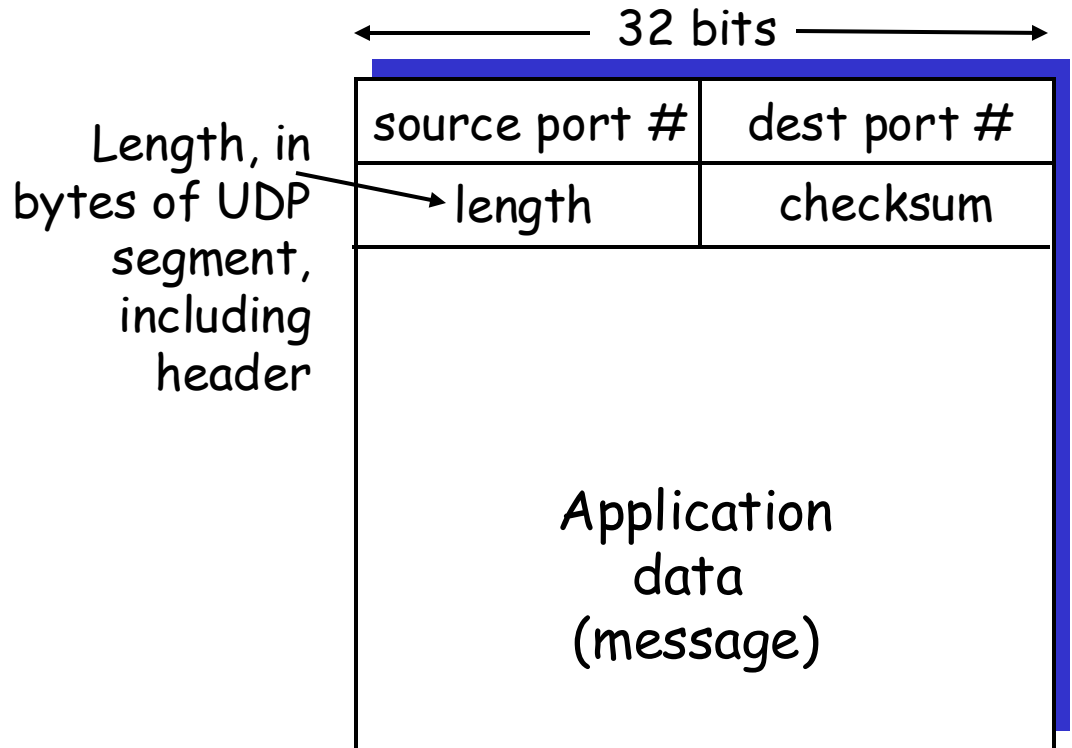 32 bits
source port #
dest port #
Length, in
bytes of UDP
segment,
including
header
length
checksum
Application
data
(message)